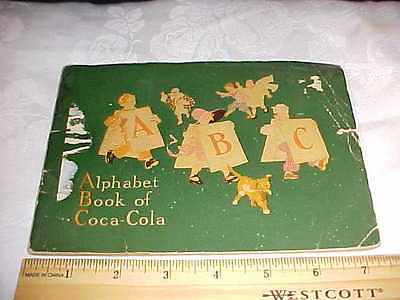 A B C
Alphabet
Book of
Coca-Cola
MADE IN CHINA 1 2 3 4 5 6 7
WESTCOTT